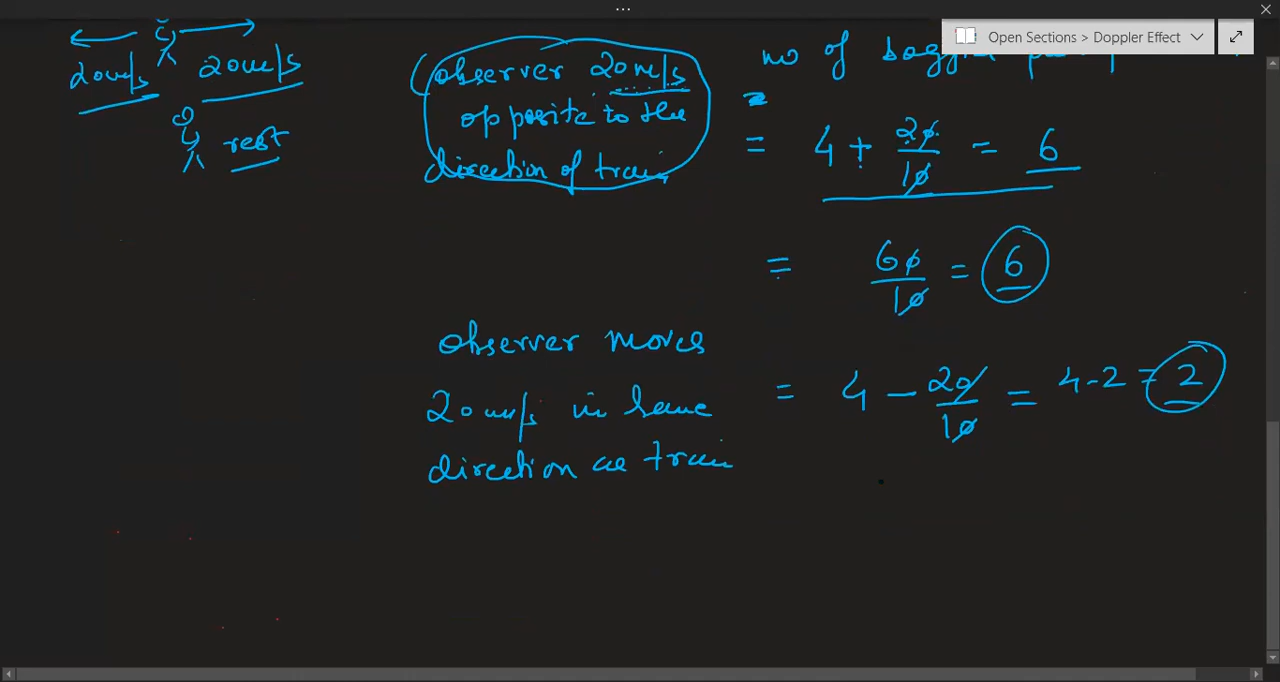 Open Sections > Doppler Effect
20m/s 20m/s
rest
(observer 20m/s
opposite to the
direction of train
no of boggies
= 4 + 20/10 = 6
= 60/10 = 6
observer moves
20m/s in same
direction as train
= 4 - 20/10 = 4-2 = 2